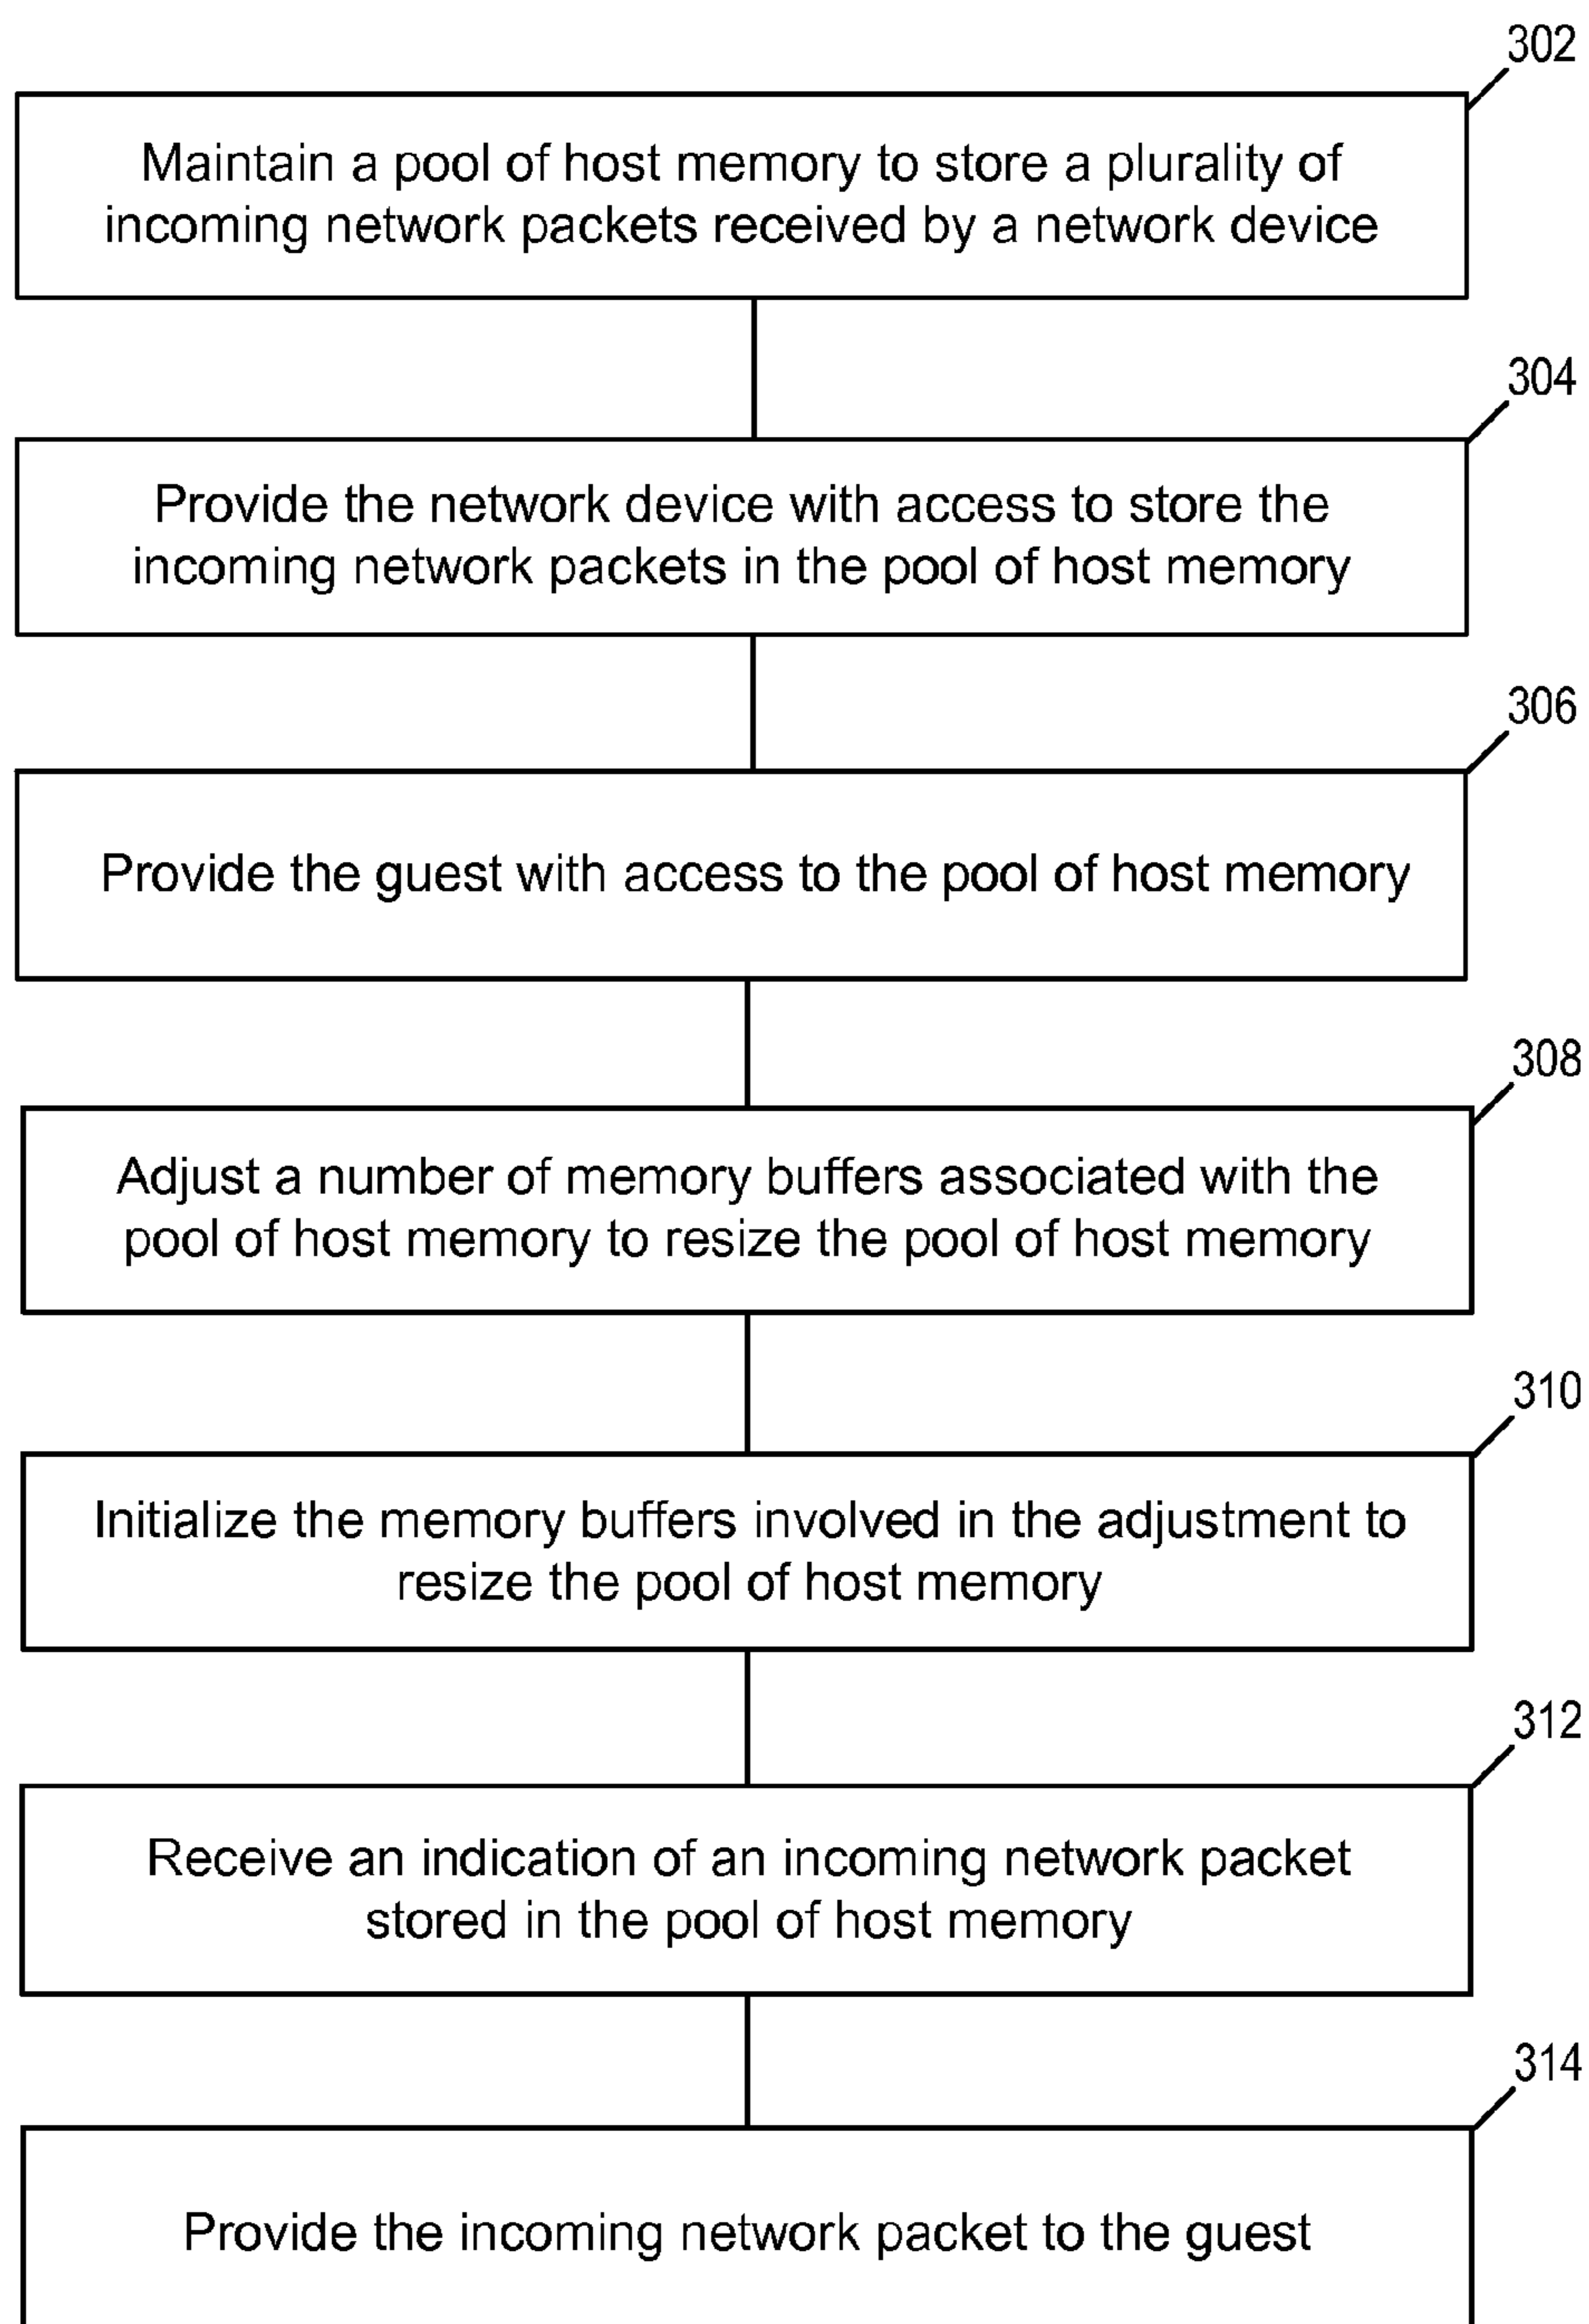 302
Maintain a pool of host memory to store a plurality of
incoming network packets received by a network device
304
Provide the network device with access to store the
incoming network packets in the pool of host memory
306
Provide the guest with access to the pool of host memory
308
Adjust a number of memory buffers associated with the
pool of host memory to resize the pool of host memory
310
Initialize the memory buffers involved in the adjustment to
resize the pool of host memory
312
Receive an indication of an incoming network packet
stored in the pool of host memory
314
Provide the incoming network packet to the guest